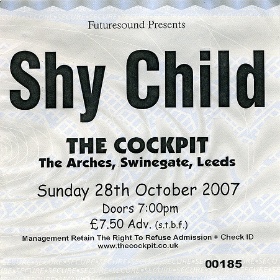 Futuresound Presents
Shy Child
THE COCKPIT
The Arches, Swinegate, Leeds
Sunday 28th October 2007
Doors 7:00pm
£7.50 Adv. (s.t.b.f.)
Management Retain The Right To Refuse Admission • Check ID
www.thecockpit.co.uk
00185